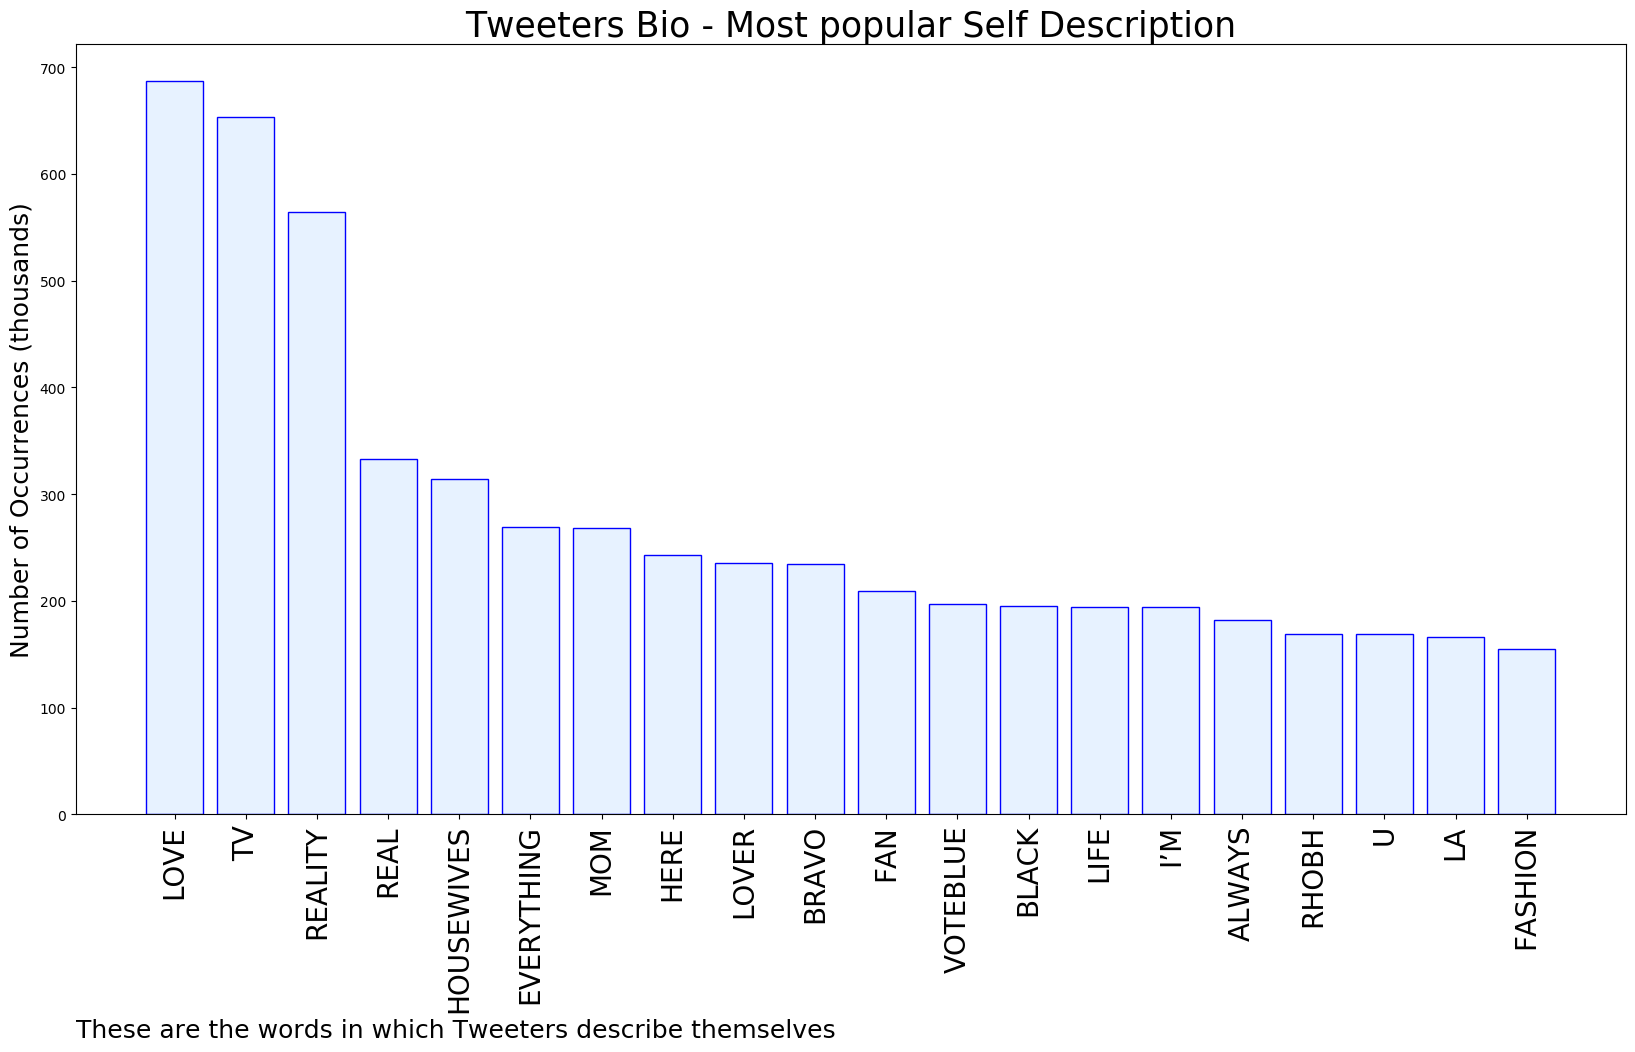 Tweeters Bio - Most popular Self Description
Number of Occurrences (thousands)
700
600
500
400
300
200
100
0
LOVE
TV
REALITY
REAL
HOUSEWIVES
EVERYTHING
MOM
HERE
LOVER
BRAVO
FAN
VOTEBLUE
BLACK
LIFE
I’M
ALWAYS
RHOBH
U
LA
FASHION
These are the words in which Tweeters describe themselves